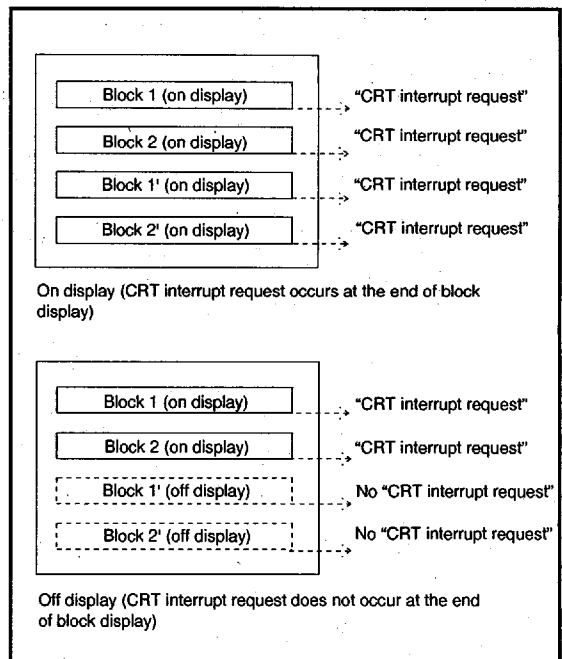 Block 1 (on display)
“CRT interrupt request”
Block 2 (on display)
“CRT interrupt request”
Block 1' (on display)
“CRT interrupt request”
Block 2' (on display)
“CRT interrupt request”
On display (CRT interrupt request occurs at the end of block
display)
Block 1 (on display)
“CRT interrupt request”
Block 2 (on display)
“CRT interrupt request”
Block 1' (off display)
No “CRT interrupt request”
Block 2' (off display)
No “CRT interrupt request”
Off display (CRT interrupt request does not occur at the end
of block display)